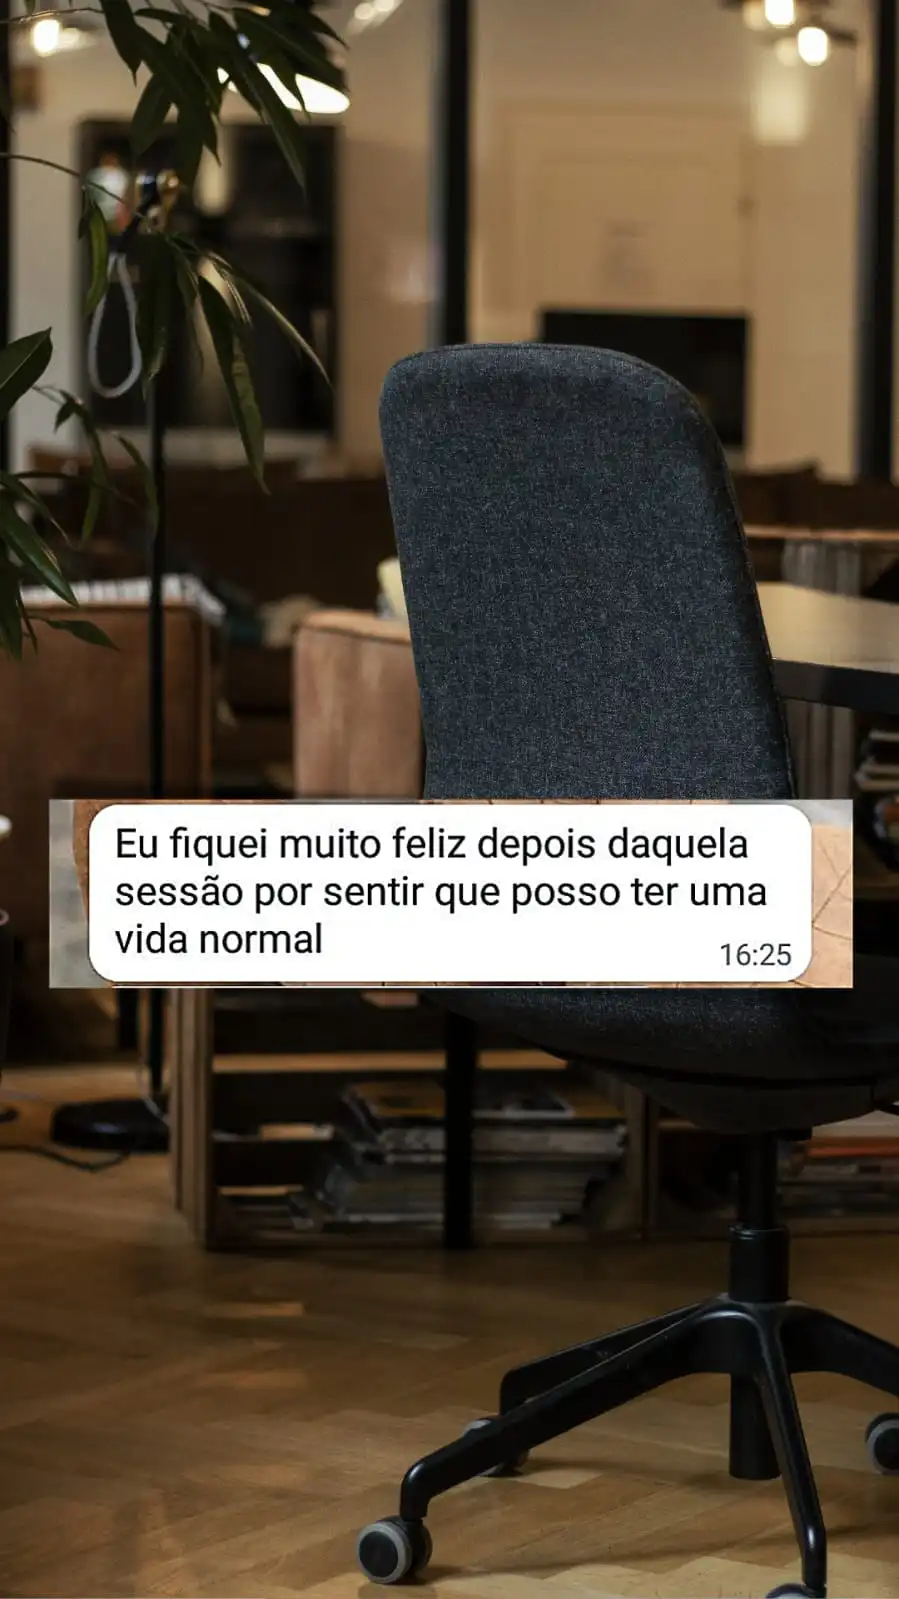 Eu fiquei muito feliz depois daquela
sessão por sentir que posso ter uma
vida normal
16:25